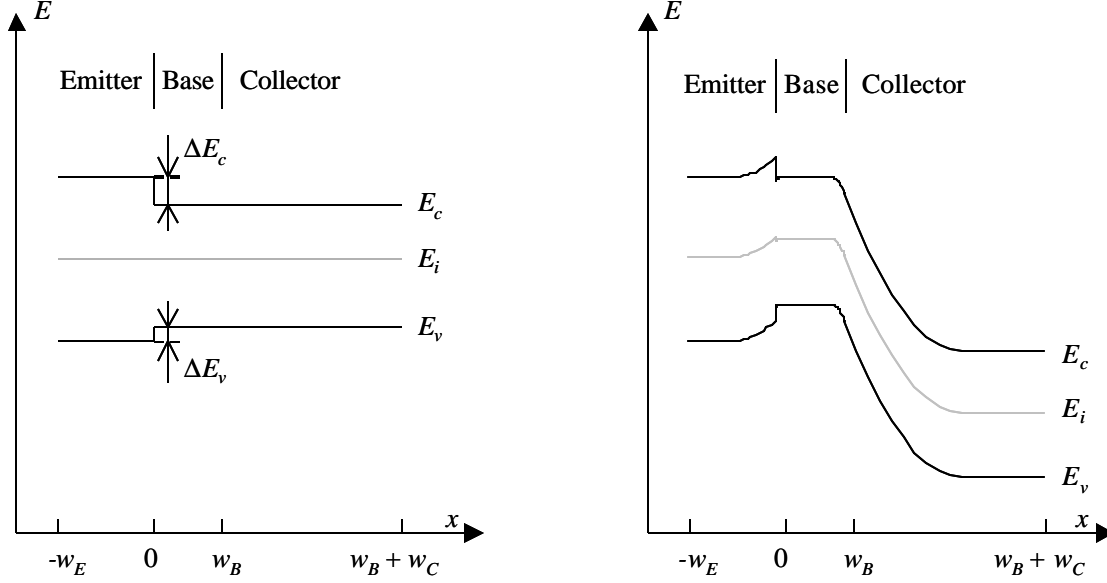 E
Emitter Base Collector
ΔE_c
E_c
E_i
E_v
ΔE_v
x
-w_E 0 w_B w_B + w_C
E
Emitter Base Collector
E_c
E_i
E_v
x
-w_E 0 w_B w_B + w_C